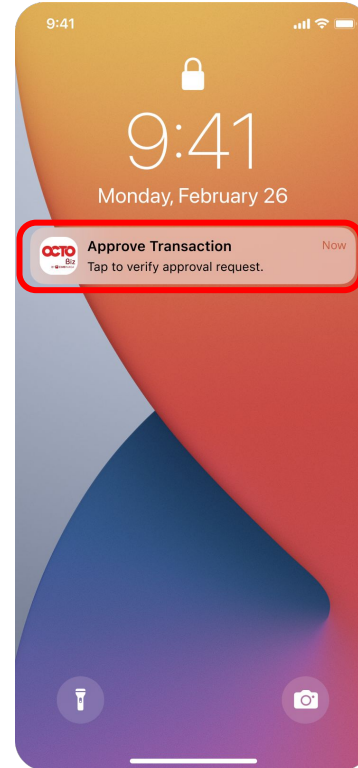 9:41
9:41
Monday, February 26
OCTO
Biz
Approve Transaction
Now
Tap to verify approval request.